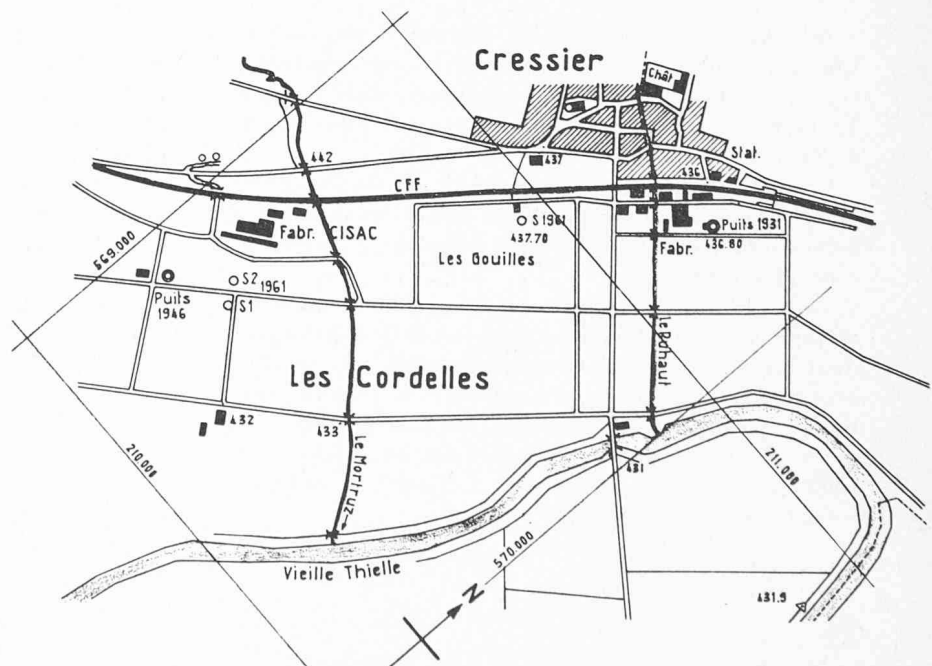 Cressier
Chât.
Stat.
442
437
436
CFF
Fabr. CISAC
S 1961
437.70
Puits 1931
436.80
Fabr.
569.000
Les Gouilles
S2
1961
S1
Puits
1946
Le Bohaut
Les Cordelles
432
433
210.000
Le Mortruz
431
211.000
570.000
Vieille Thielle
N
431.9